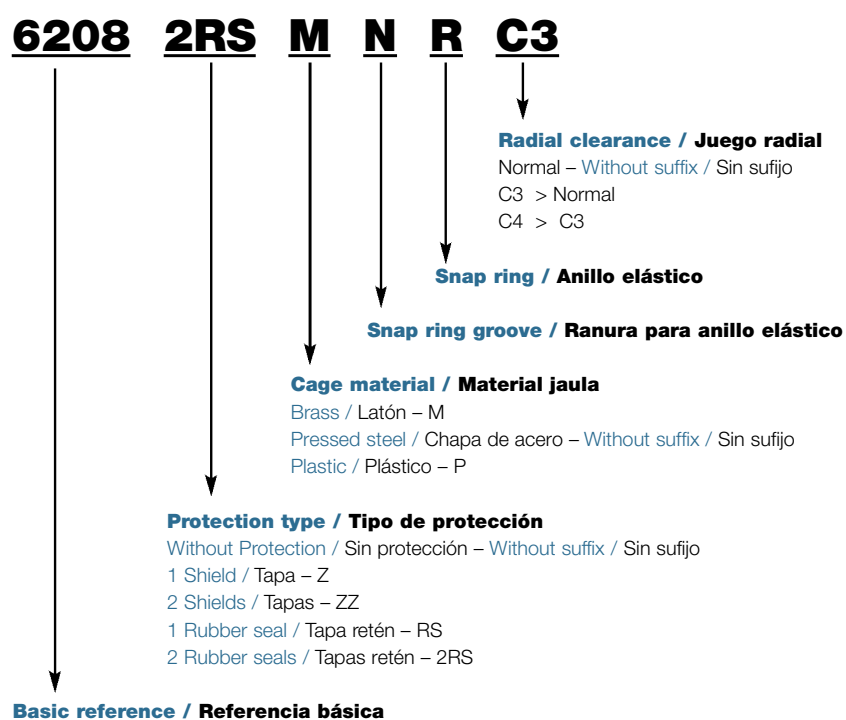 6208 2RS M N R C3
Radial clearance / Juego radial
Normal – Without suffix / Sin sufijo
C3 > Normal
C4 > C3
Snap ring / Anillo elástico
Snap ring groove / Ranura para anillo elástico
Cage material / Material jaula
Brass / Latón – M
Pressed steel / Chapa de acero – Without suffix / Sin sufijo
Plastic / Plástico – P
Protection type / Tipo de protección
Without Protection / Sin protección – Without suffix / Sin sufijo
1 Shield / Tapa – Z
2 Shields / Tapas – ZZ
1 Rubber seal / Tapa retén – RS
2 Rubber seals / Tapas retén – 2RS
Basic reference / Referencia básica